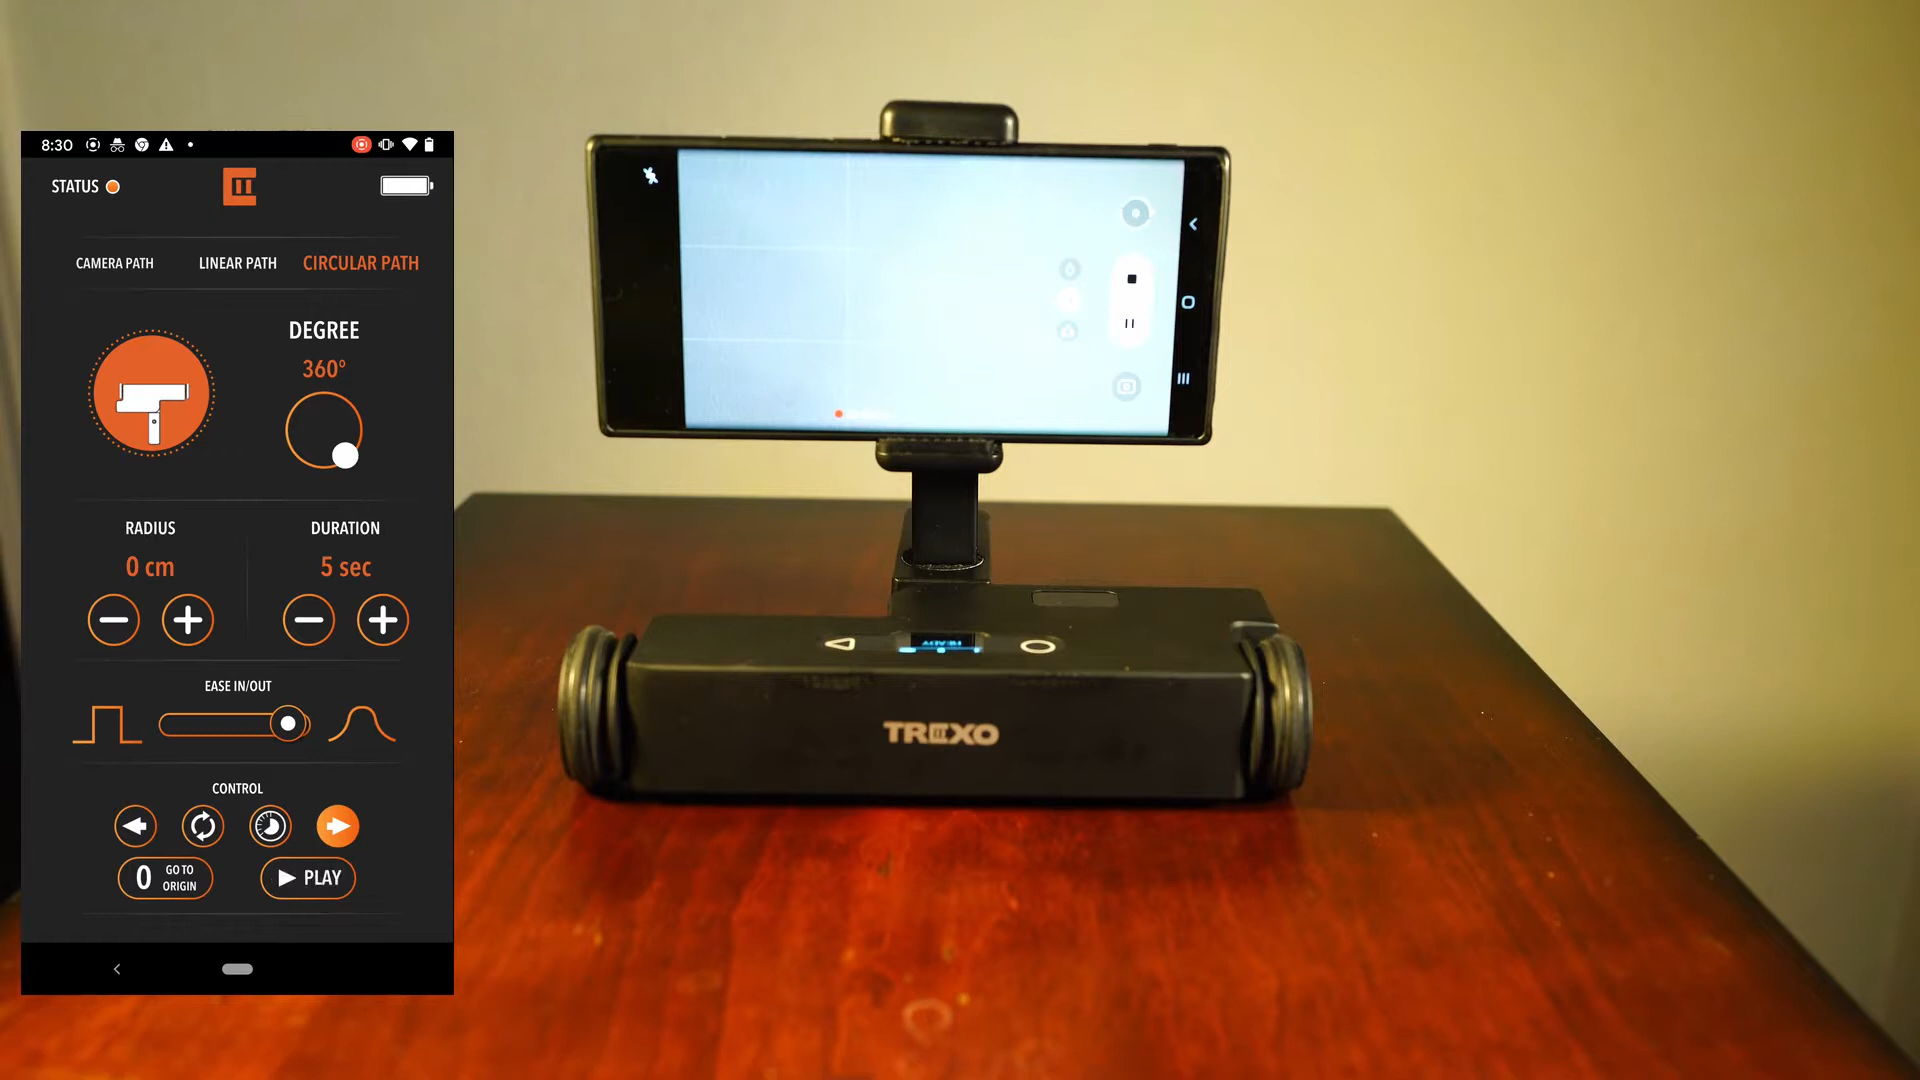 8:30
STATUS
CAMERA PATH
LINEAR PATH
CIRCULAR PATH
DEGREE
360°
RADIUS
DURATION
0 cm
5 sec
EASE IN/OUT
CONTROL
0
GO TO
ORIGIN
PLAY
READY
TREXO